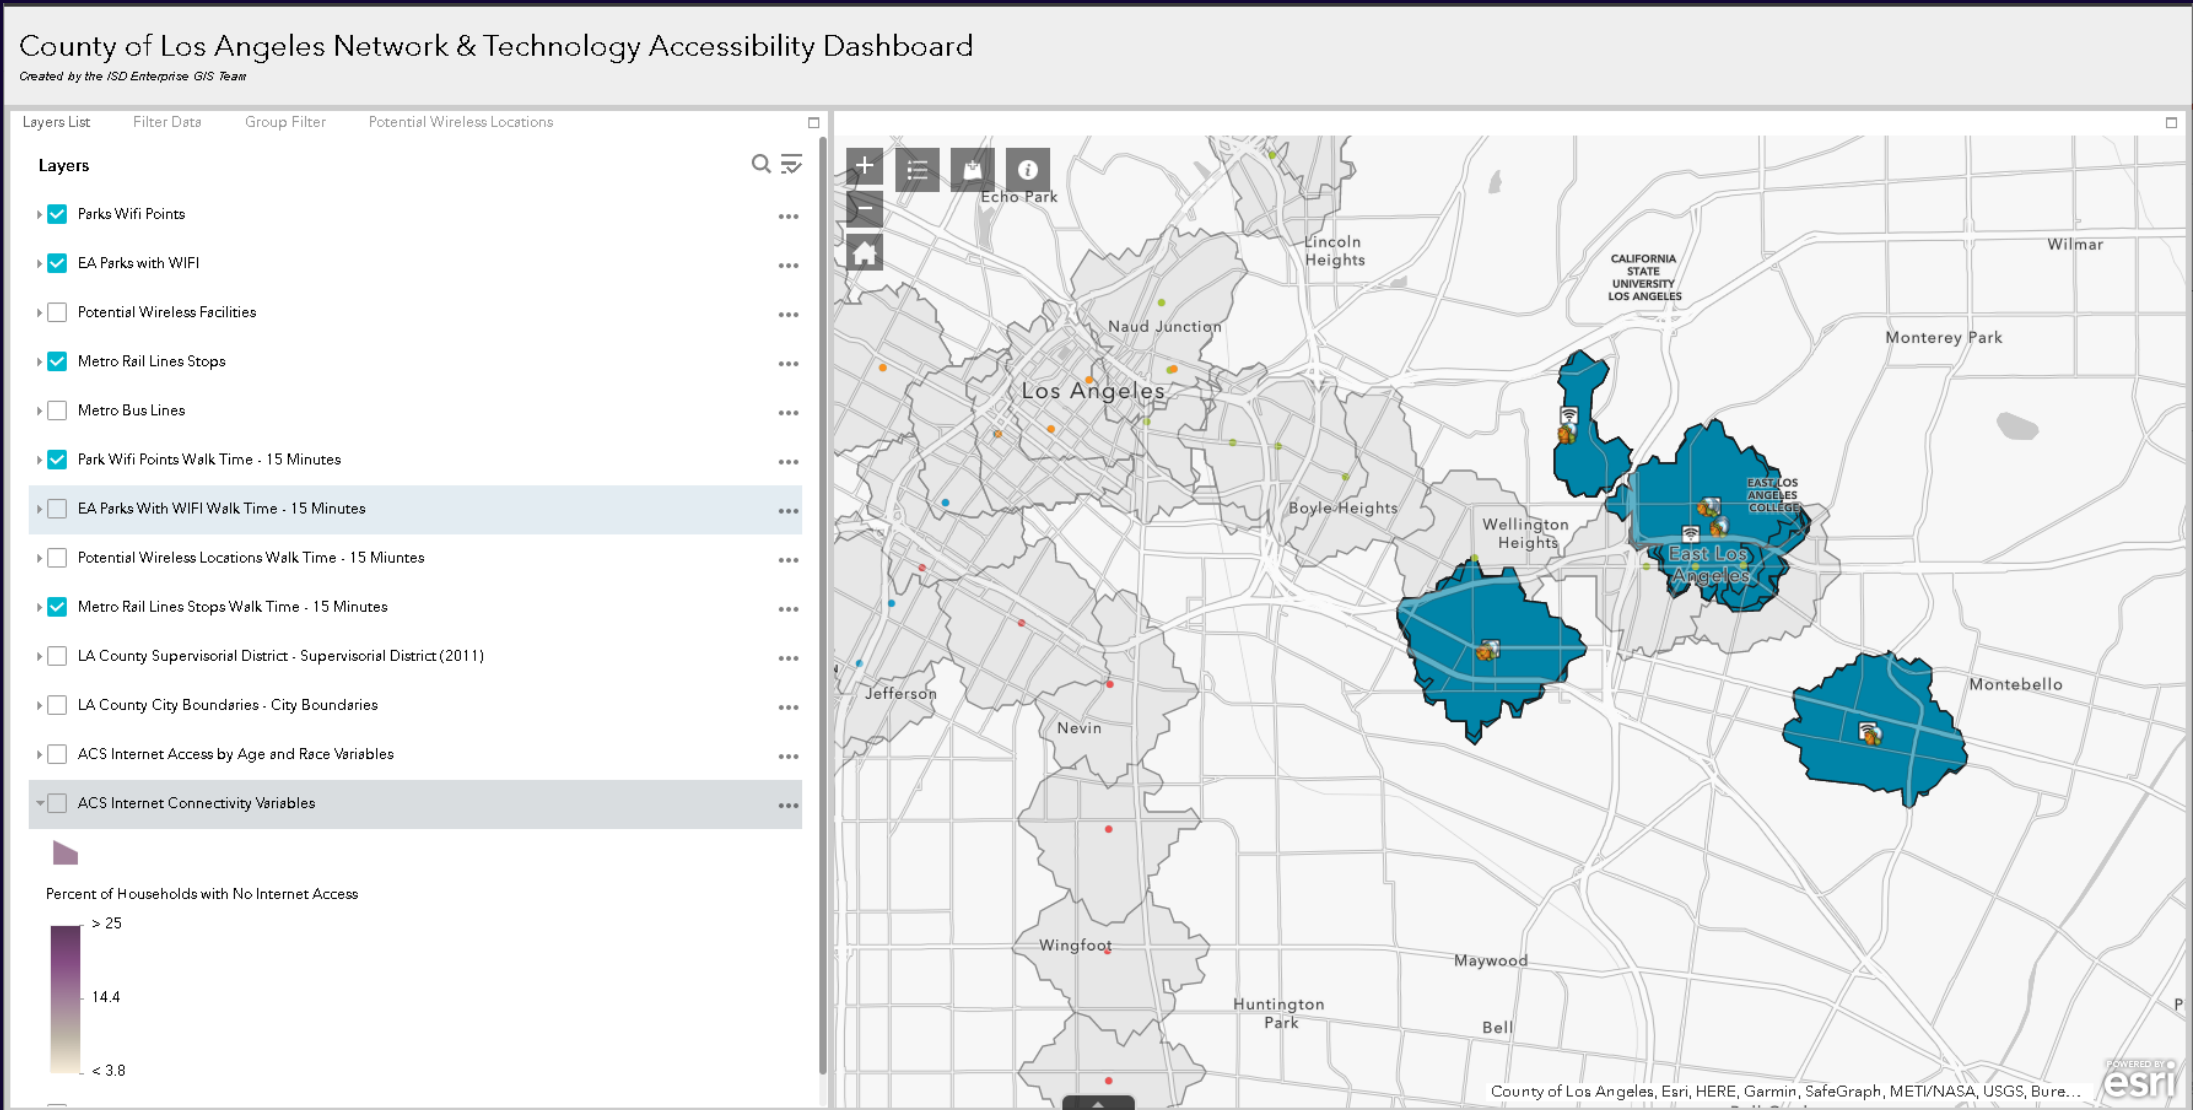 County of Los Angeles Network & Technology Accessibility Dashboard
Created by the ISD Enterprise GIS Team
Layers List
Filter Data
Group Filter
Potential Wireless Locations
Layers
Parks Wifi Points
EA Parks with WIFI
Potential Wireless Facilities
Metro Rail Lines Stops
Metro Bus Lines
Park Wifi Points Walk Time - 15 Minutes
EA Parks With WIFI Walk Time - 15 Minutes
Potential Wireless Locations Walk Time - 15 Miuntes
Metro Rail Lines Stops Walk Time - 15 Minutes
LA County Supervisorial District - Supervisorial District (2011)
LA County City Boundaries - City Boundaries
ACS Internet Access by Age and Race Variables
ACS Internet Connectivity Variables
Percent of Households with No Internet Access
> 25
14.4
< 3.8
Echo Park
Lincoln
Heights
CALIFORNIA
STATE
UNIVERSITY
LOS ANGELES
Wilmar
Naud Junction
Monterey Park
Los Angeles
Boyle Heights
Wellington
Heights
EAST LOS
ANGELES
COLLEGE
East Los
Angeles
Jefferson
Nevin
Montebello
Wingfoot
Maywood
Huntington
Park
Bell
P
County of Los Angeles, Esri, HERE, Garmin, SafeGraph, METI/NASA, USGS, Bure...
POWERED BY
esri